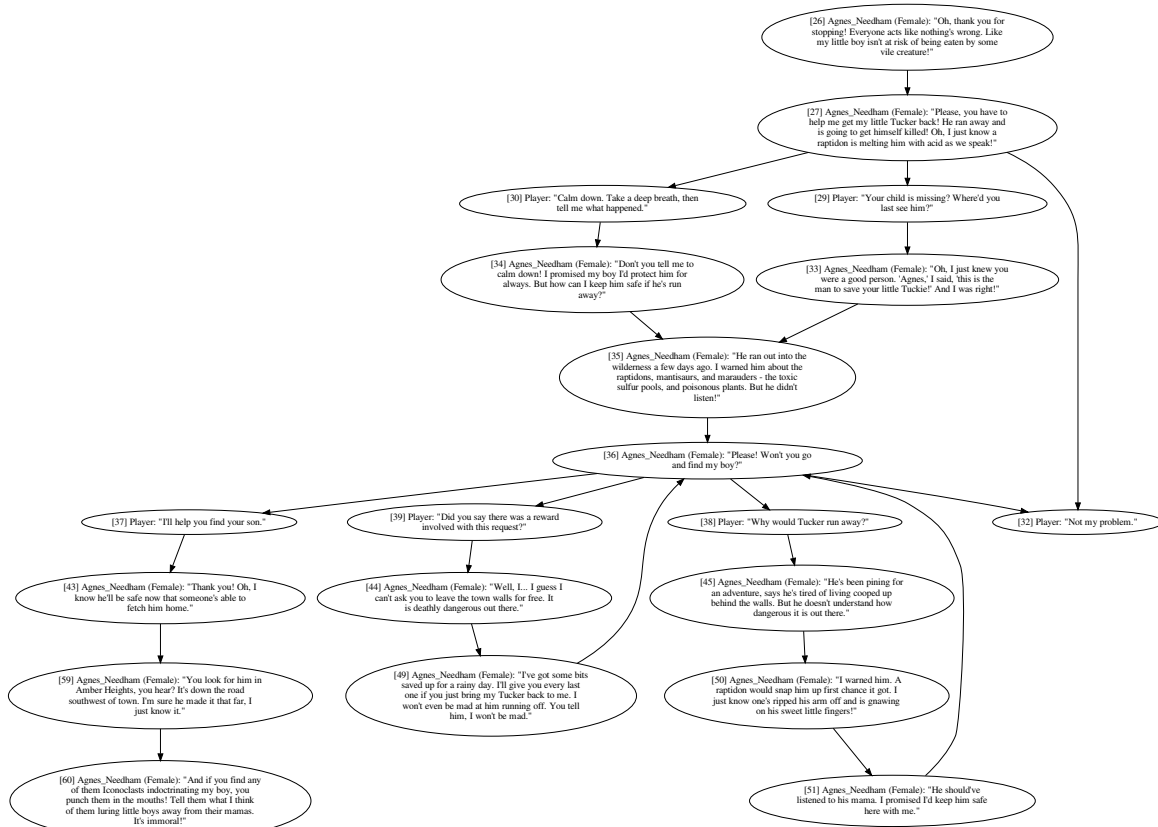 [26] Agnes_Needham (Female): "Oh, thank you for
stopping! Everyone acts like nothing's wrong. Like
my little boy isn't at risk of being eaten by some
vile creature!"
[27] Agnes_Needham (Female): "Please, you have to
help me get my little Tucker back! He ran away and
is going to get himself killed! Oh, I just know a
raptidon is melting him with acid as we speak!"
[30] Player: "Calm down. Take a deep breath, then
tell me what happened."
[29] Player: "Your child is missing? Where'd you
last see him?"
[34] Agnes_Needham (Female): "Don't you tell me to
calm down! I promised my boy I'd protect him for
always. But how can I keep him safe if he's run
away?"
[33] Agnes_Needham (Female): "Oh, I just knew you
were a good person. 'Agnes,' I said, 'this is the
man to save your little Tuckie!' And I was right!"
[35] Agnes_Needham (Female): "He ran out into the
wilderness a few days ago. I warned him about the
raptidons, mantisaurs, and marauders - the toxic
sulfur pools, and poisonous plants. But he didn't
listen!"
[36] Agnes_Needham (Female): "Please! Won't you go
and find my boy?"
[37] Player: "I'll help you find your son."
[39] Player: "Did you say there was a reward
involved with this request?"
[38] Player: "Why would Tucker run away?"
[32] Player: "Not my problem."
[43] Agnes_Needham (Female): "Thank you! Oh, I
know he'll be safe now that someone's able to
fetch him home."
[44] Agnes_Needham (Female): "Well, I... I guess I
can't ask you to leave the town walls for free. It
is deathly dangerous out there."
[45] Agnes_Needham (Female): "He's been pining for
an adventure, says he's tired of living cooped up
behind the walls. But he doesn't understand how
dangerous it is out there."
[59] Agnes_Needham (Female): "You look for him in
Amber Heights, you hear? It's down the road
southwest of town. I'm sure he made it that far, I
just know it."
[49] Agnes_Needham (Female): "I've got some bits
saved up for a rainy day. I'll give you every last
one if you just bring my Tucker back to me. I
won't even be mad at him running off. You tell
him, I won't be mad."
[50] Agnes_Needham (Female): "I warned him. A
raptidon would snap him up first chance it got. I
just know one's ripped his arm off and is gnawing
on his sweet little fingers!"
[60] Agnes_Needham (Female): "And if you find any
of them Iconoclasts indoctrinating my boy, you
punch them in the mouths! Tell them what I think
of them luring little boys away from their mamas.
It's immoral!"
[51] Agnes_Needham (Female): "He should've
listened to his mama. I promised I'd keep him safe
here with me."